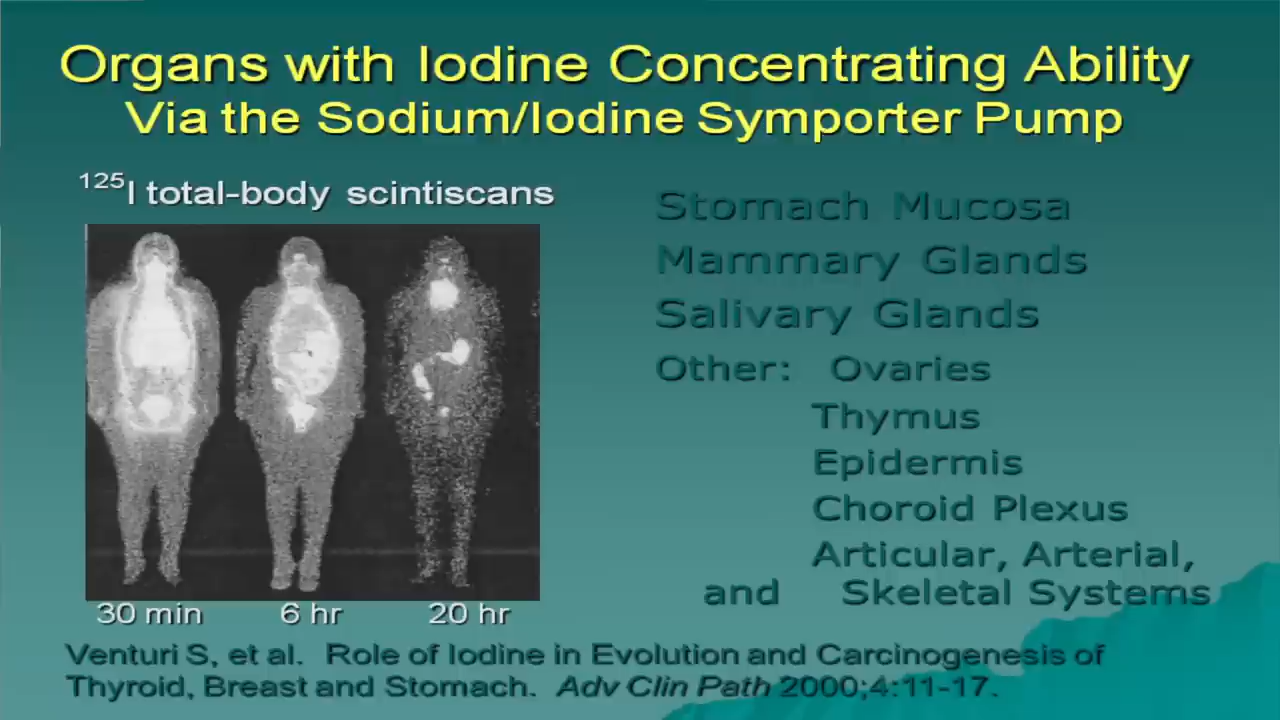 Organs with Iodine Concentrating Ability
Via the Sodium/Iodine Symporter Pump
¹²⁵I total-body scintiscans
30 min 6 hr 20 hr
Stomach Mucosa
Mammary Glands
Salivary Glands
Other: Ovaries
Thymus
Epidermis
Choroid Plexus
Articular, Arterial,
and Skeletal Systems
Venturi S, et al. Role of Iodine in Evolution and Carcinogenesis of
Thyroid, Breast and Stomach. Adv Clin Path 2000;4:11-17.